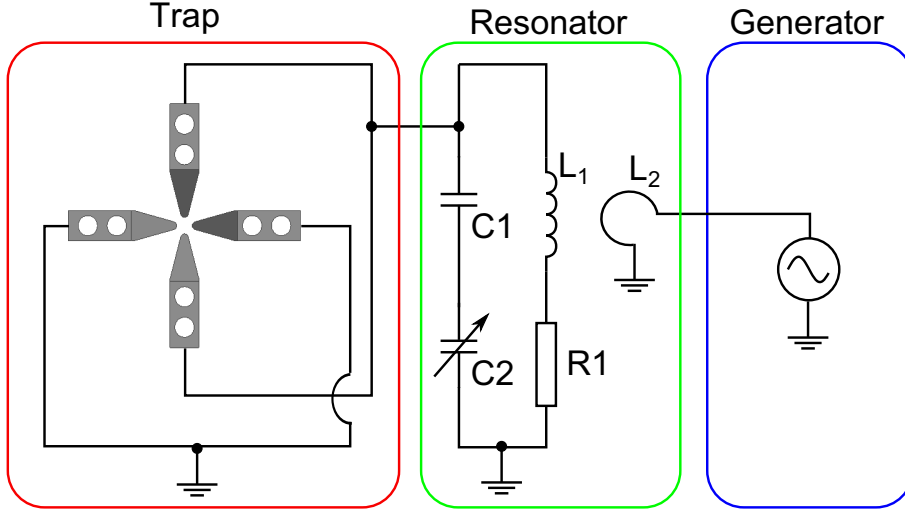 Trap
Resonator
Generator
L₁
L₂
C1
C2
R1